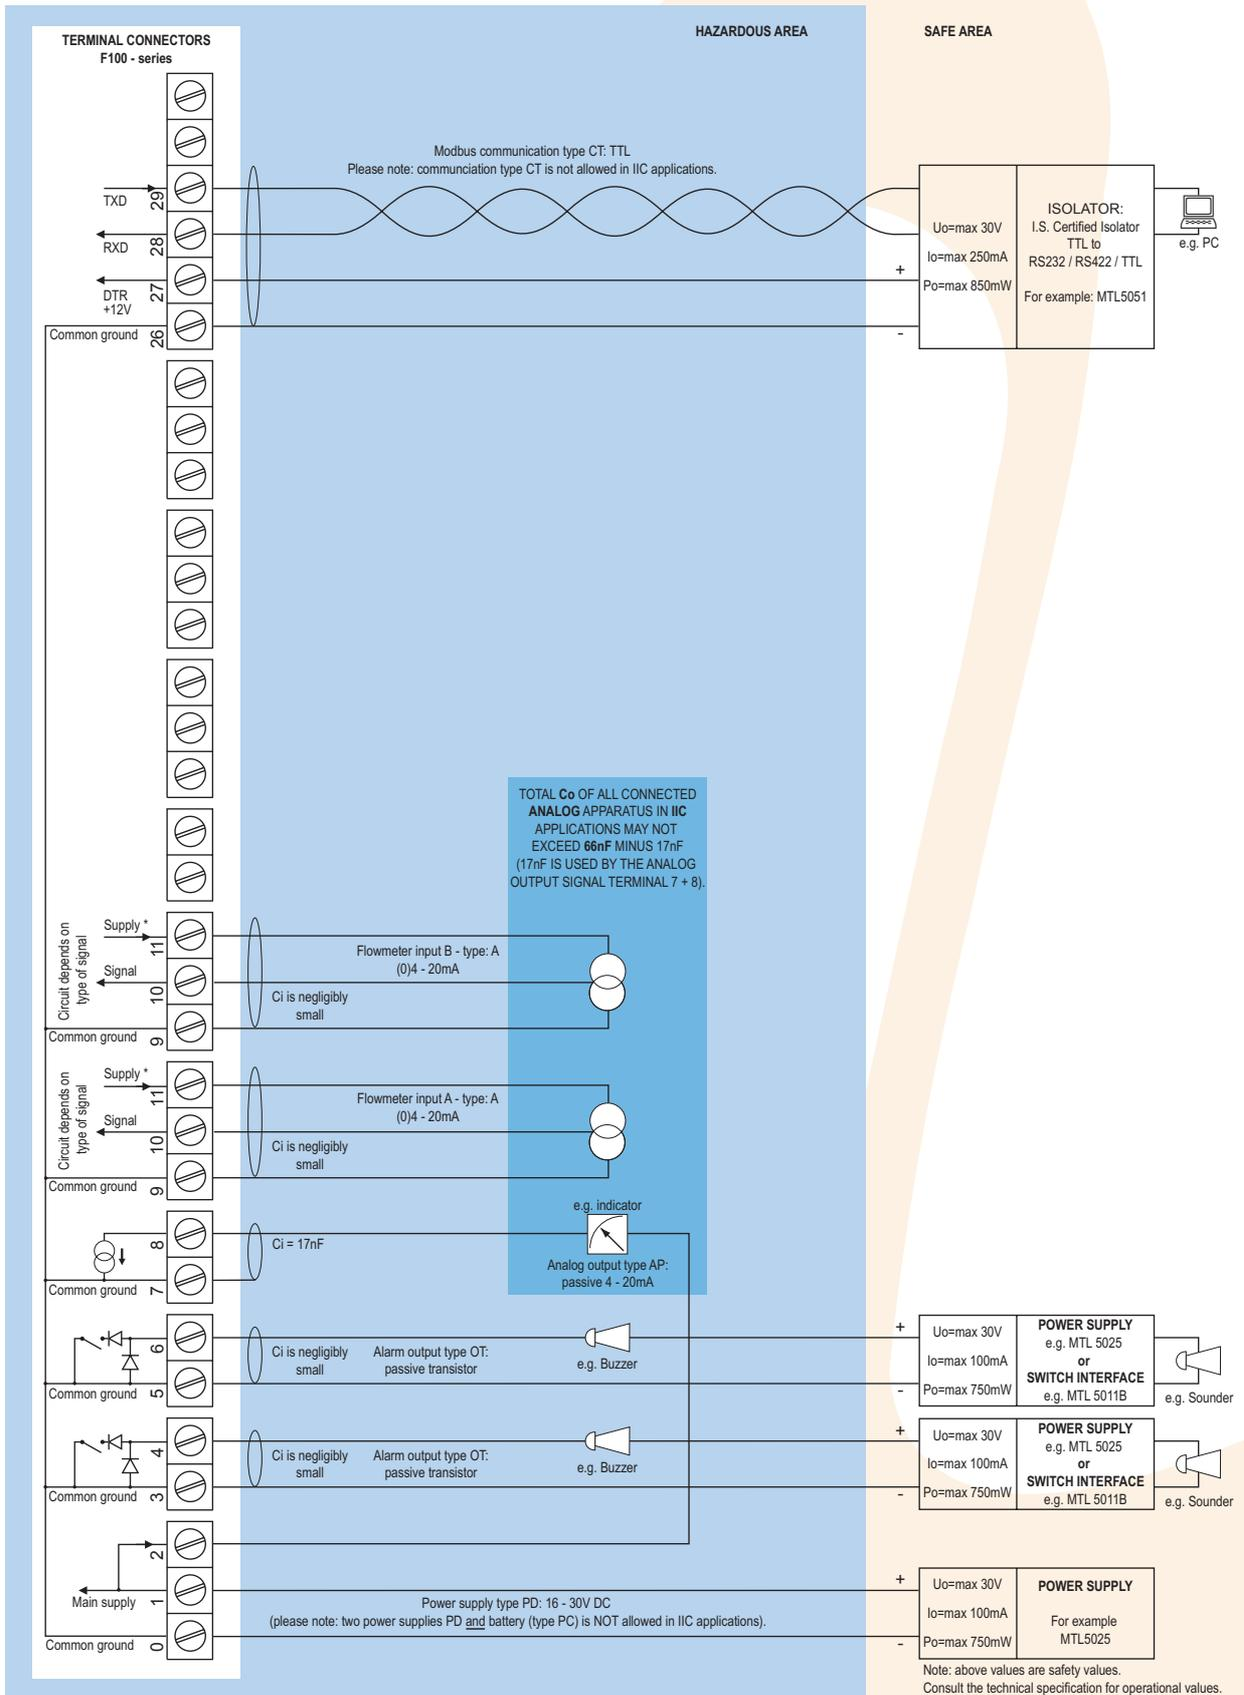 TERMINAL CONNECTORS
F100 - series
HAZARDOUS AREA
SAFE AREA
Modbus communication type CT: TTL
Please note: communciation type CT is not allowed in IIC applications.
TXD
29
RXD
28
DTR
+12V
27
Common ground
26
+
-
Uo=max 30V
Io=max 250mA
Po=max 850mW
ISOLATOR:
I.S. Certified Isolator
TTL to
RS232 / RS422 / TTL
For example: MTL5051
e.g. PC
TOTAL Co OF ALL CONNECTED
ANALOG APPARATUS IN IIC
APPLICATIONS MAY NOT
EXCEED 66nF MINUS 17nF
(17nF IS USED BY THE ANALOG
OUTPUT SIGNAL TERMINAL 7 + 8).
Circuit depends on
type of signal
Supply *
11
Signal
10
Common ground
9
Flowmeter input B - type: A
(0)4 - 20mA
Ci is negligibly
small
Circuit depends on
type of signal
Supply *
11
Signal
10
Common ground
9
Flowmeter input A - type: A
(0)4 - 20mA
Ci is negligibly
small
8
Common ground
7
Ci = 17nF
e.g. indicator
Analog output type AP:
passive 4 - 20mA
6
Common ground
5
Ci is negligibly
small
Alarm output type OT:
passive transistor
e.g. Buzzer
+
-
Uo=max 30V
Io=max 100mA
Po=max 750mW
POWER SUPPLY
e.g. MTL 5025
or
SWITCH INTERFACE
e.g. MTL 5011B
e.g. Sounder
4
Common ground
3
Ci is negligibly
small
Alarm output type OT:
passive transistor
e.g. Buzzer
+
-
Uo=max 30V
Io=max 100mA
Po=max 750mW
POWER SUPPLY
e.g. MTL 5025
or
SWITCH INTERFACE
e.g. MTL 5011B
e.g. Sounder
2
Main supply
1
Common ground
0
Power supply type PD: 16 - 30V DC
(please note: two power supplies PD and battery (type PC) is NOT allowed in IIC applications).
+
-
Uo=max 30V
Io=max 100mA
Po=max 750mW
POWER SUPPLY
For example
MTL5025
Note: above values are safety values.
Consult the technical specification for operational values.